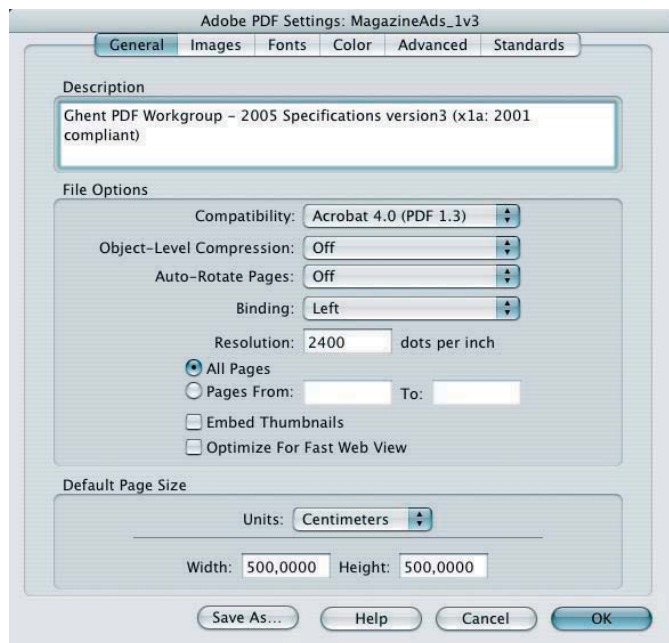 Adobe PDF Settings: MagazineAds_1v3
General Images Fonts Color Advanced Standards
Description
Ghent PDF Workgroup – 2005 Specifications version3 (x1a: 2001
compliant)
File Options
Compatibility: Acrobat 4.0 (PDF 1.3)
Object-Level Compression: Off
Auto-Rotate Pages: Off
Binding: Left
Resolution: 2400 dots per inch
All Pages
Pages From: To:
Embed Thumbnails
Optimize For Fast Web View
Default Page Size
Units: Centimeters
Width: 500,0000 Height: 500,0000
Save As... Help Cancel OK